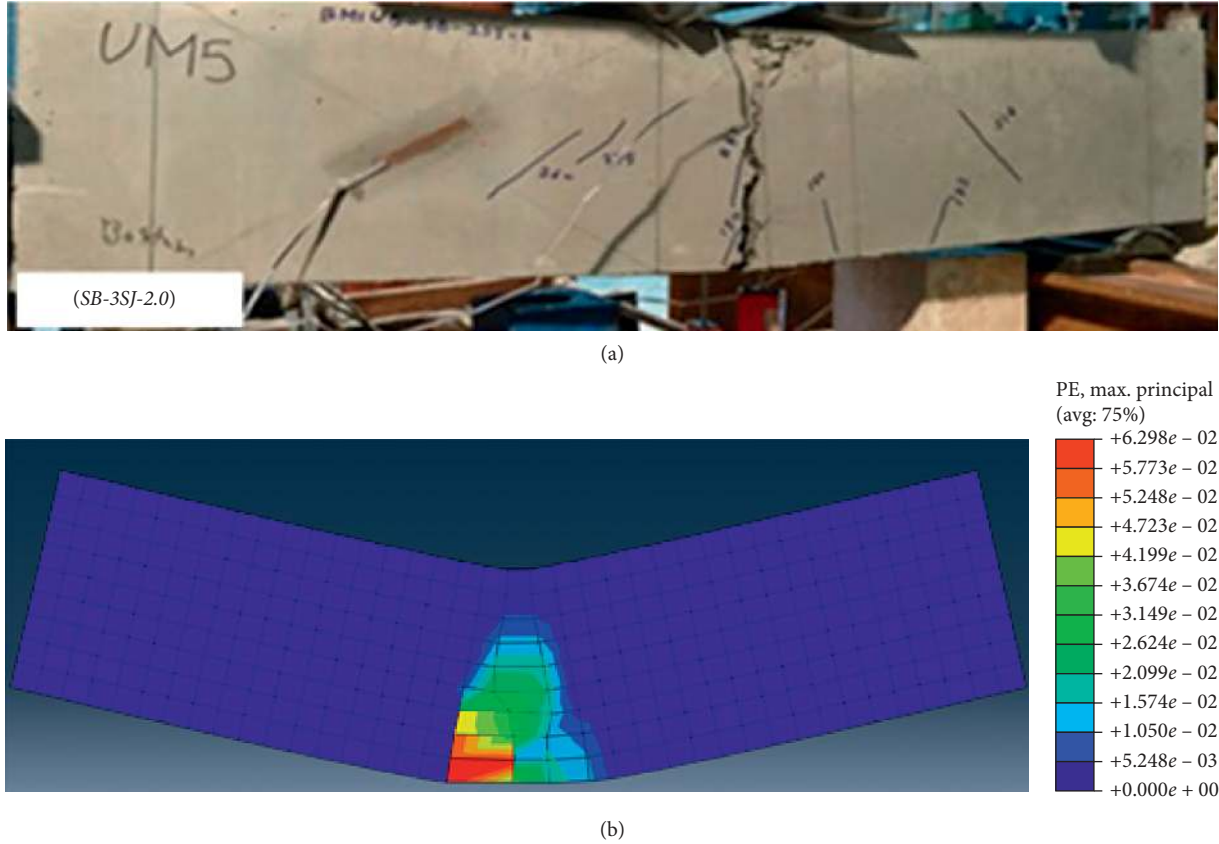 UM5
(SB-3SJ-2.0)
(a)
PE, max. principal
(avg: 75%)
+6.298e – 02
+5.773e – 02
+5.248e – 02
+4.723e – 02
+4.199e – 02
+3.674e – 02
+3.149e – 02
+2.624e – 02
+2.099e – 02
+1.574e – 02
+1.050e – 02
+5.248e – 03
+0.000e + 00
(b)